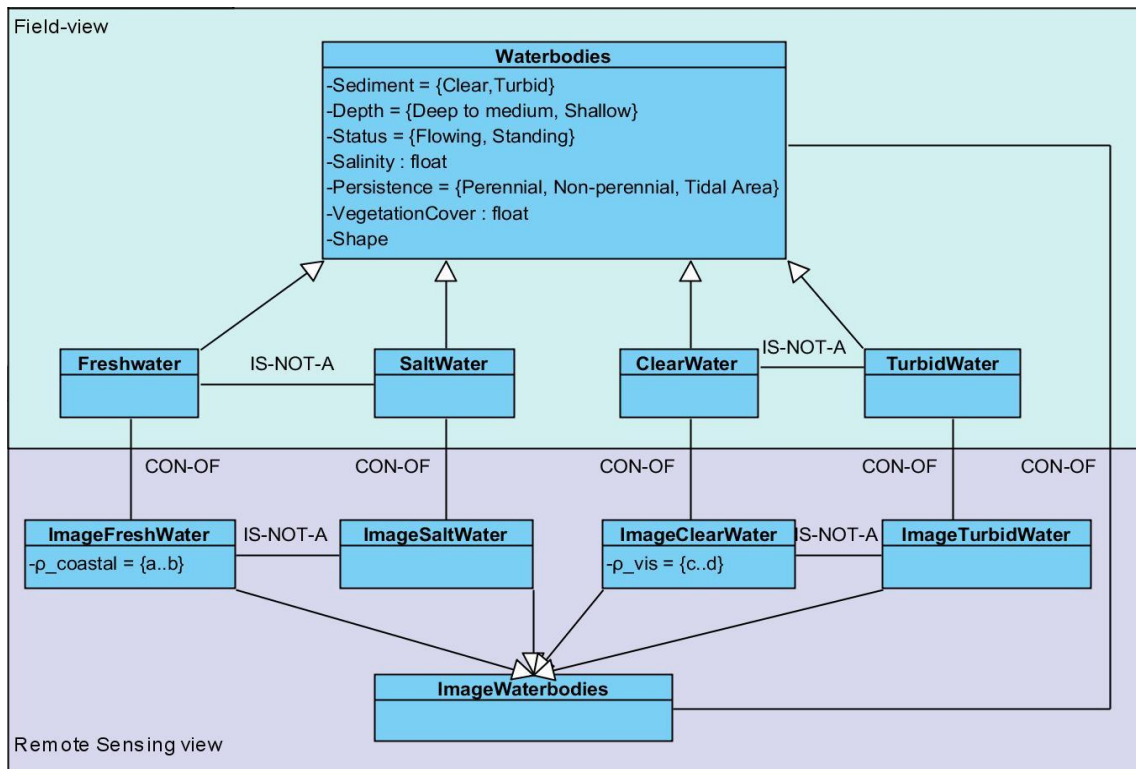 Field-view
Waterbodies
-Sediment = {Clear,Turbid}
-Depth = {Deep to medium, Shallow}
-Status = {Flowing, Standing}
-Salinity : float
-Persistence = {Perennial, Non-perennial, Tidal Area}
-VegetationCover : float
-Shape
Freshwater
IS-NOT-A
SaltWater
ClearWater
IS-NOT-A
TurbidWater
CON-OF
CON-OF
CON-OF
CON-OF
CON-OF
ImageFreshWater
-ρ_coastal = {a..b}
IS-NOT-A
ImageSaltWater
ImageClearWater
-ρ_vis = {c..d}
IS-NOT-A
ImageTurbidWater
ImageWaterbodies
Remote Sensing view